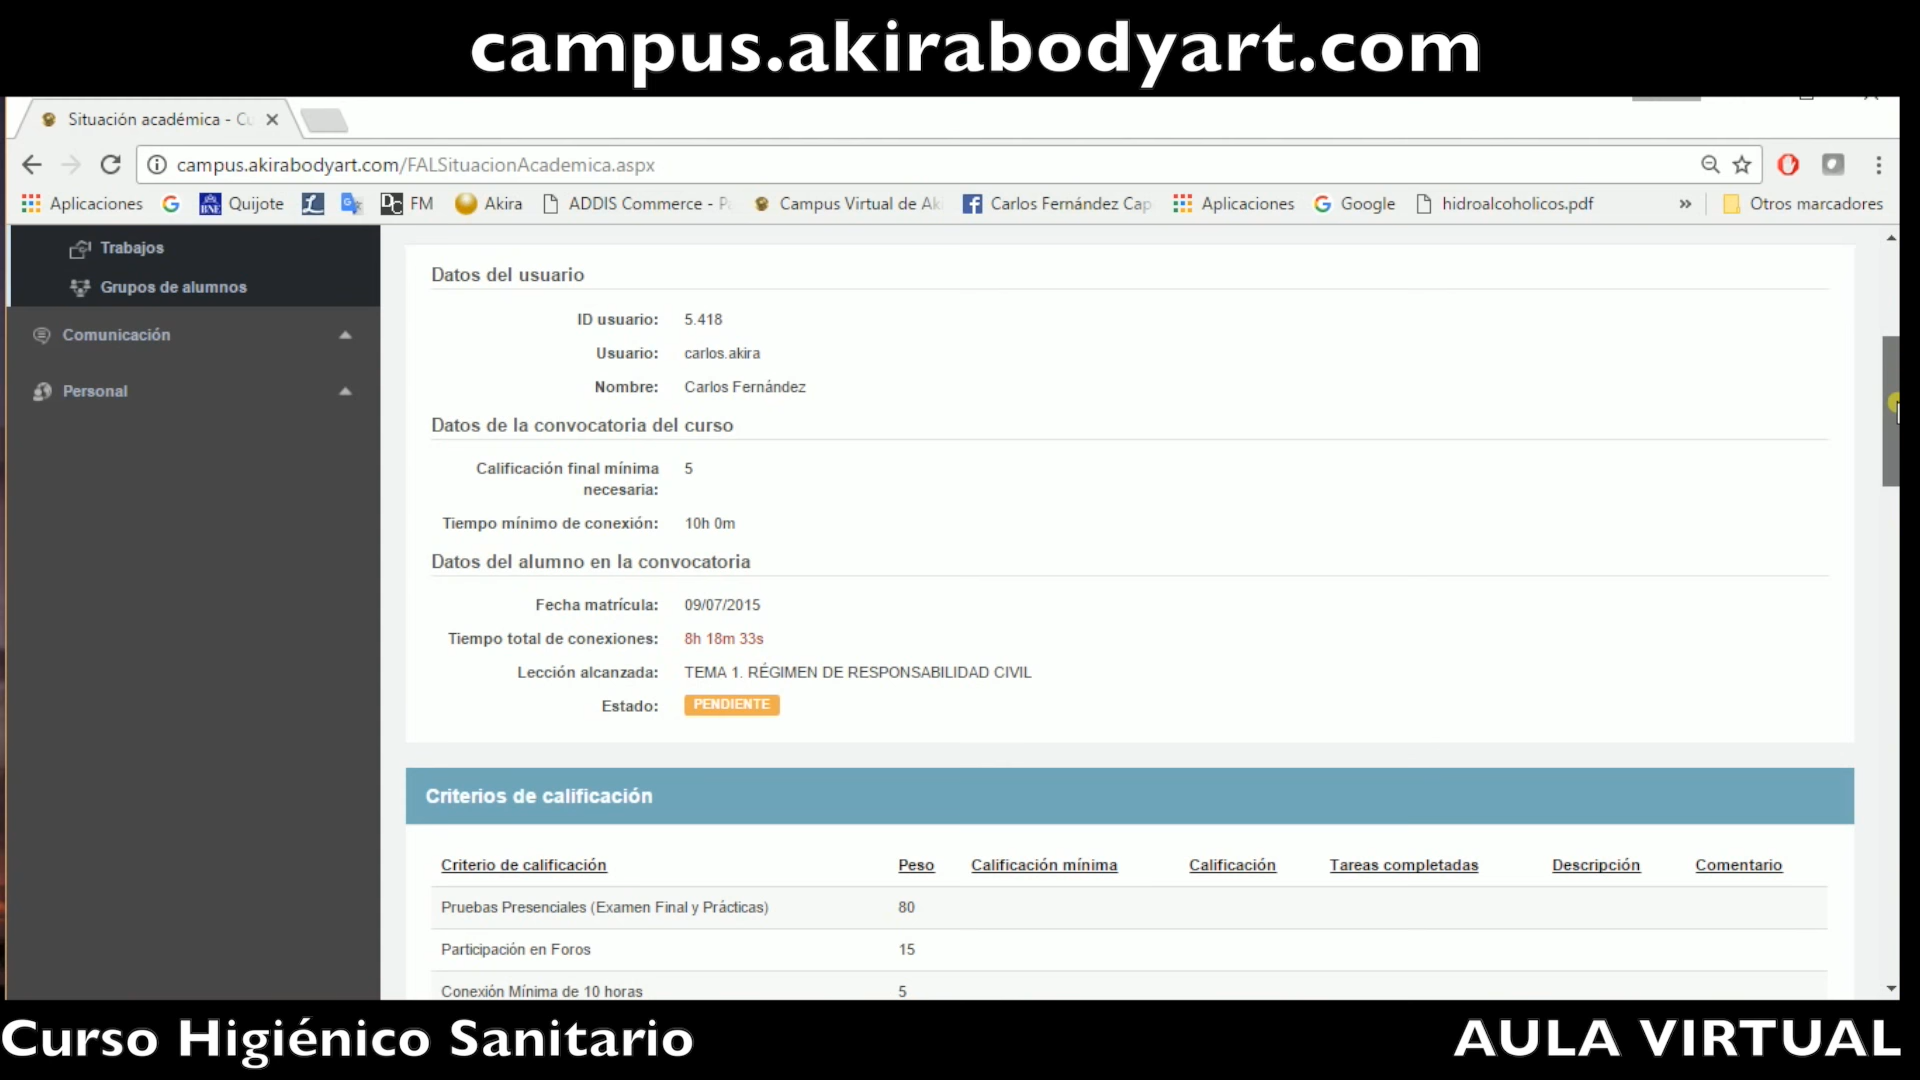 campus.akirabodyart.com
Situación académica - Cu
campus.akirabodyart.com/FALSituacionAcademica.aspx
Aplicaciones Quijote FM Akira ADDIS Commerce - P Campus Virtual de Ak Carlos Fernández Cap Aplicaciones Google hidroalcoholicos.pdf » Otros marcadores
Trabajos
Grupos de alumnos
Comunicación
Personal
Datos del usuario
ID usuario: 5.418
Usuario: carlos.akira
Nombre: Carlos Fernández
Datos de la convocatoria del curso
Calificación final mínima
necesaria: 5
Tiempo mínimo de conexión: 10h 0m
Datos del alumno en la convocatoria
Fecha matrícula: 09/07/2015
Tiempo total de conexiones: 8h 18m 33s
Lección alcanzada: TEMA 1. RÉGIMEN DE RESPONSABILIDAD CIVIL
Estado: PENDIENTE
Criterios de calificación
Criterio de calificación Peso Calificación mínima Calificación Tareas completadas Descripción Comentario
Pruebas Presenciales (Examen Final y Prácticas) 80
Participación en Foros 15
Conexión Mínima de 10 horas 5
Curso Higiénico Sanitario
AULA VIRTUAL